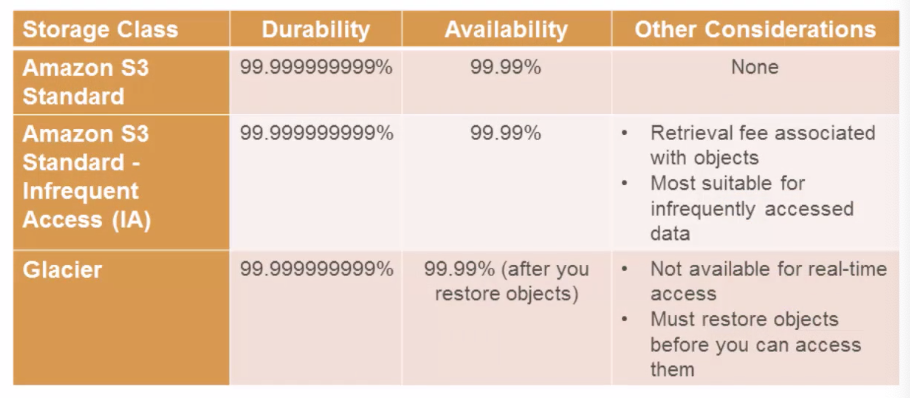 Storage Class Durability Availability Other Considerations
Amazon S3 Standard 99.999999999% 99.99% None
Amazon S3 Standard - Infrequent Access (IA) 99.999999999% 99.99%
• Retrieval fee associated with objects
• Most suitable for infrequently accessed data
Glacier 99.999999999% 99.99% (after you restore objects)
• Not available for real-time access
• Must restore objects before you can access them